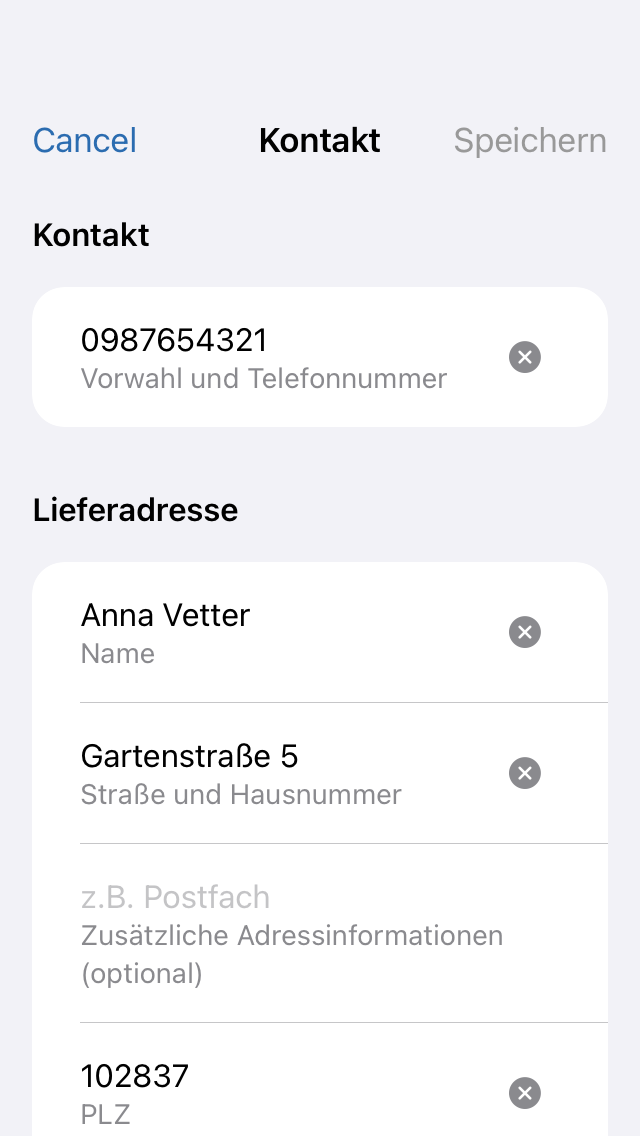 Cancel
Kontakt
Speichern
Kontakt
0987654321
Vorwahl und Telefonnummer
Lieferadresse
Anna Vetter
Name
Gartenstraße 5
Straße und Hausnummer
z.B. Postfach
Zusätzliche Adressinformationen
(optional)
102837
PLZ